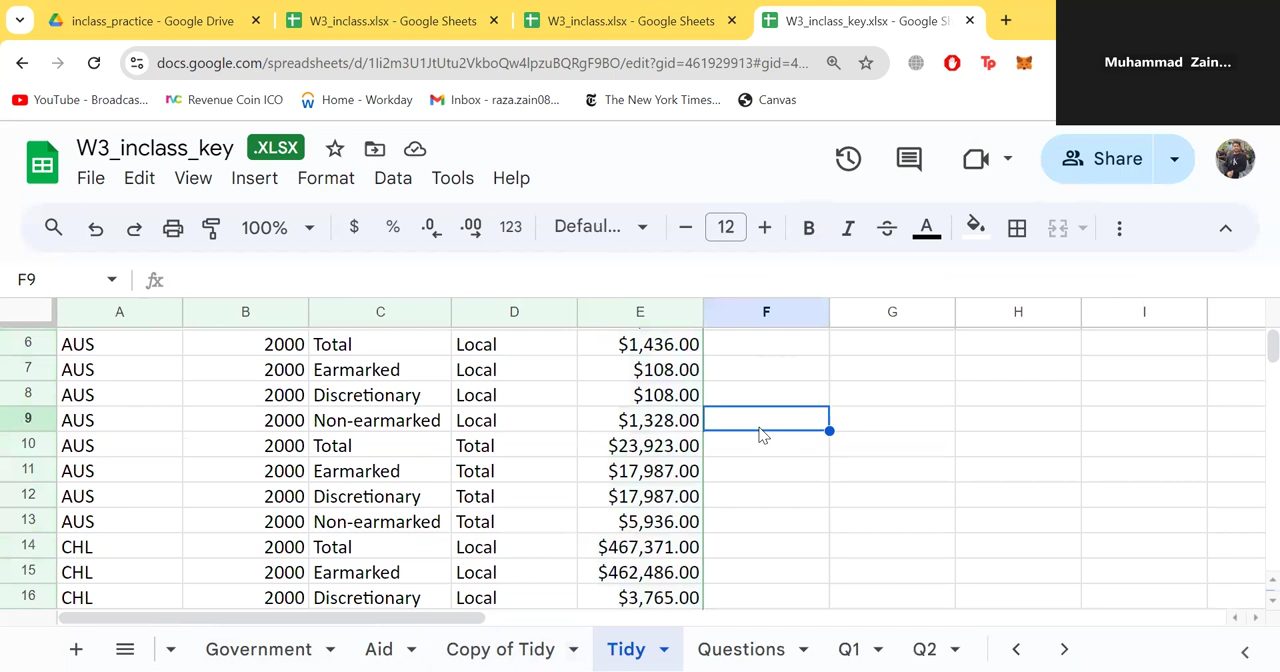 inclass_practice - Google Drive
W3_inclass.xlsx - Google Sheets
W3_inclass.xlsx - Google Sheets
W3_inclass_key.xlsx - Google Sh
docs.google.com/spreadsheets/d/1Ii2m3U1JtUtu2VkboQw4lpzuBQRgF9BO/edit?gid=461929913#gid=4...
Muhammad Zain...
YouTube - Broadcas...
Revenue Coin ICO
Home - Workday
Inbox - raza.zain08...
The New York Times...
Canvas
W3_inclass_key .XLSX
File Edit View Insert Format Data Tools Help
Share
100% $ % .0 .00 123 Defaul... 12 B I S A
F9 fx
A B C D E F G H I
6 AUS 2000 Total Local $1,436.00
7 AUS 2000 Earmarked Local $108.00
8 AUS 2000 Discretionary Local $108.00
9 AUS 2000 Non-earmarked Local $1,328.00
10 AUS 2000 Total Total $23,923.00
11 AUS 2000 Earmarked Total $17,987.00
12 AUS 2000 Discretionary Total $17,987.00
13 AUS 2000 Non-earmarked Total $5,936.00
14 CHL 2000 Total Local $467,371.00
15 CHL 2000 Earmarked Local $462,486.00
16 CHL 2000 Discretionary Local $3,765.00
Government Aid Copy of Tidy Tidy Questions Q1 Q2